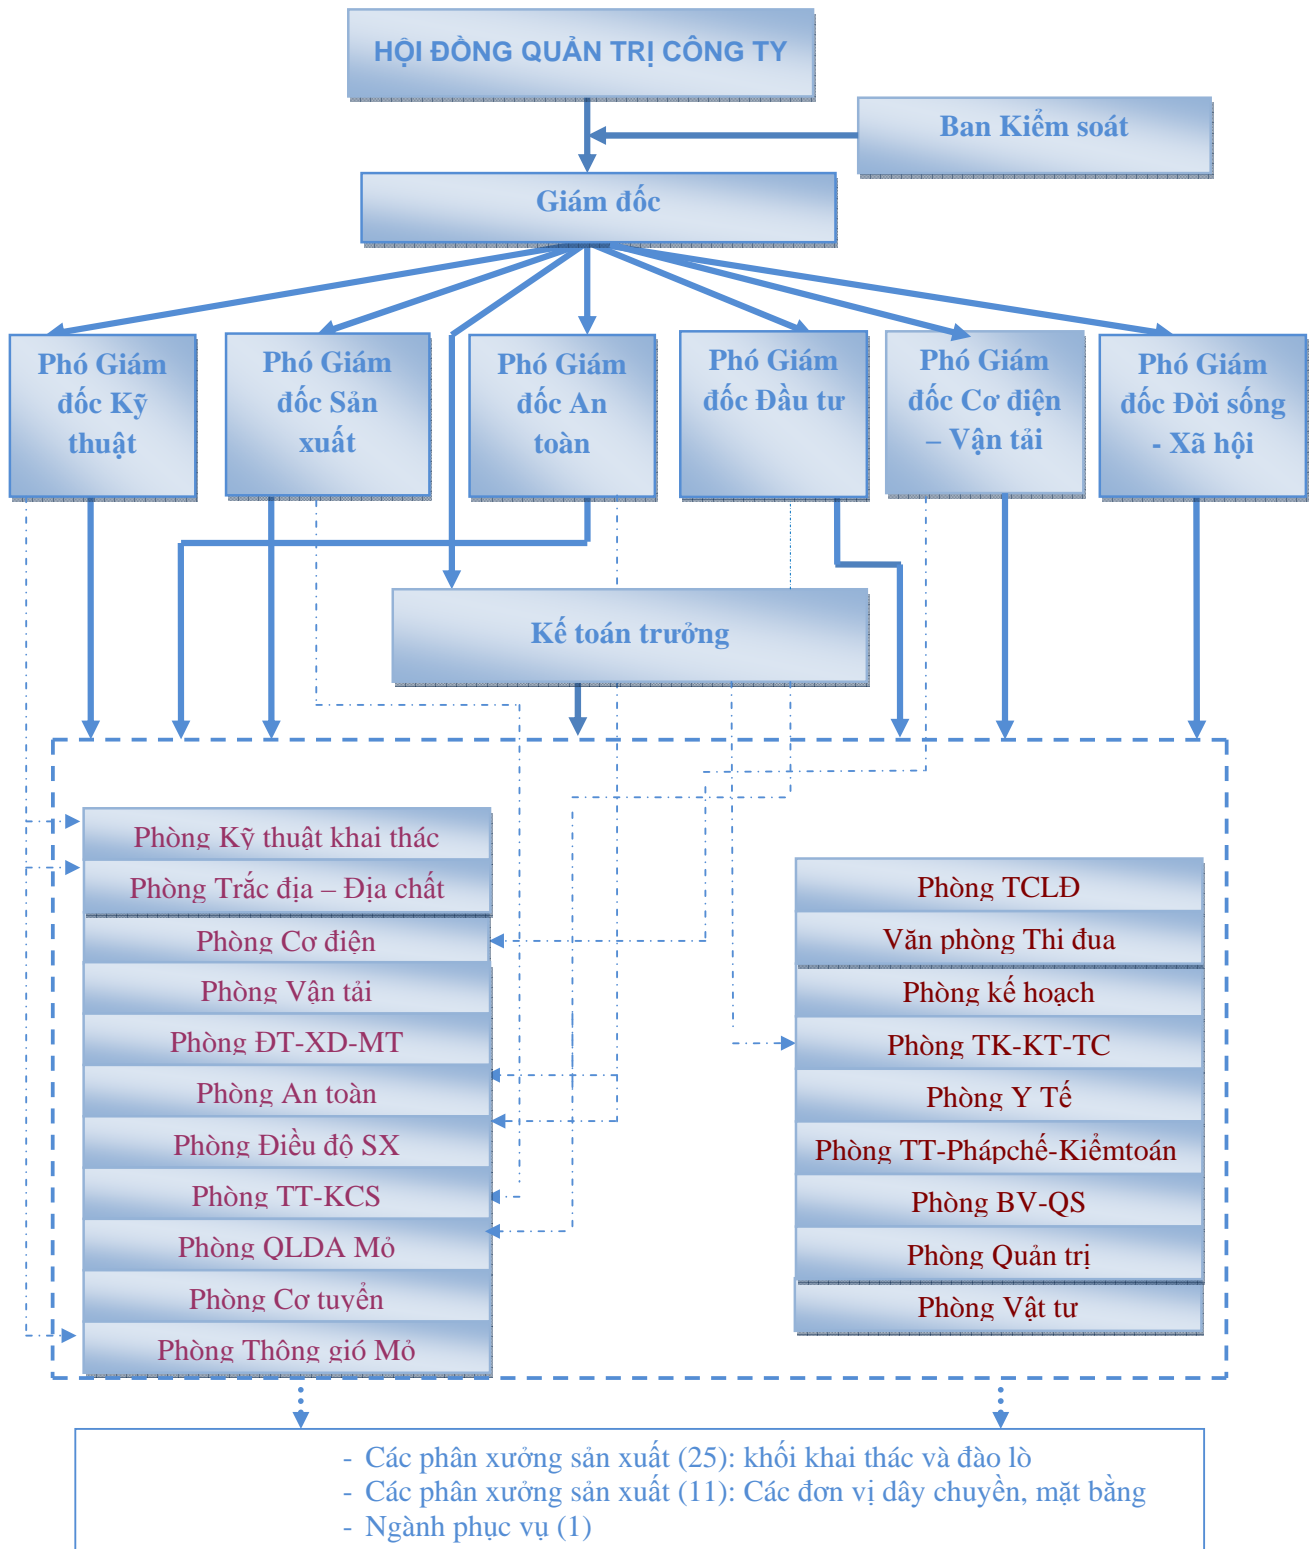 HỘI ĐỒNG QUẢN TRỊ CÔNG TY
Ban Kiểm soát
Giám đốc
Phó Giám
đốc Kỹ
thuật
Phó Giám
đốc Sản
xuất
Phó Giám
đốc An
toàn
Phó Giám
đốc Đầu tư
Phó Giám
đốc Cơ điện
– Vận tải
Phó Giám
đốc Đời sống
- Xã hội
Kế toán trưởng
Phòng Kỹ thuật khai thác
Phòng Trắc địa – Địa chất
Phòng Cơ điện
Phòng Vận tải
Phòng ĐT-XD-MT
Phòng An toàn
Phòng Điều độ SX
Phòng TT-KCS
Phòng QLDA Mỏ
Phòng Cơ tuyển
Phòng Thông gió Mỏ
Phòng TCLĐ
Văn phòng Thi đua
Phòng kế hoạch
Phòng TK-KT-TC
Phòng Y Tế
Phòng TT-Phápchế-Kiểmtoán
Phòng BV-QS
Phòng Quản trị
Phòng Vật tư
- Các phân xưởng sản xuất (25): khối khai thác và đào lò
- Các phân xưởng sản xuất (11): Các đơn vị dây chuyền, mặt bằng
- Ngành phục vụ (1)